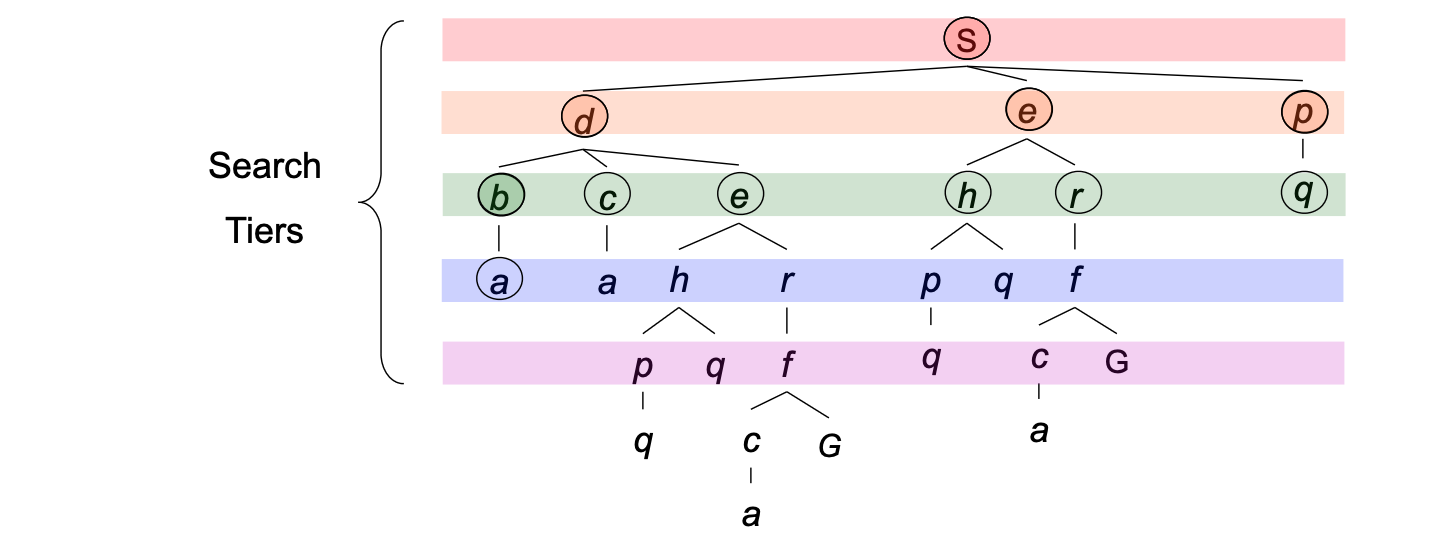 S
d e p
Search
Tiers
b c e h r q
a a h r p q f
p q f q c G
q c G a
a